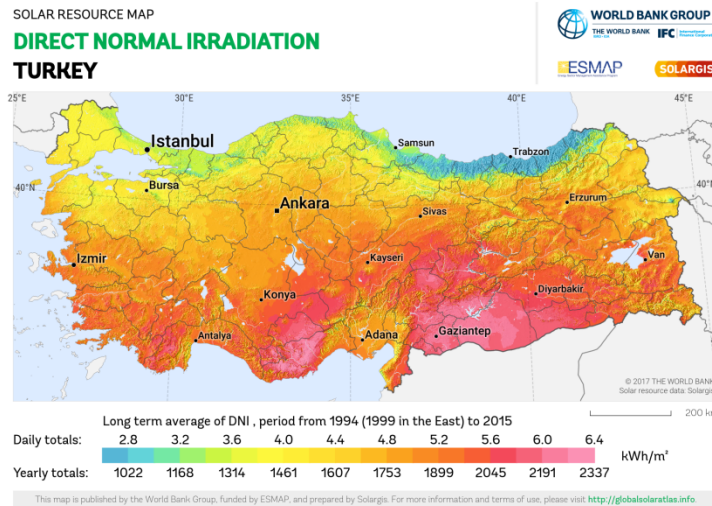 SOLAR RESOURCE MAP
DIRECT NORMAL IRRADIATION
TURKEY
WORLD BANK GROUP
THE WORLD BANK IFC International
ESMAP
SOLARGIS
25°E 30°E 35°E 40°E 45°E
Istanbul
Samsun
Trabzon
40°N
Bursa
40°N
Ankara
Sivas
Erzurum
Izmir
Kayseri
Van
Konya
Diyarbakir
Antalya
Adana
Gaziantep
© 2017 THE WORLD BANK
Solar resource data: Solargis
200 km
Long term average of DNI , period from 1994 (1999 in the East) to 2015
Daily totals: 2.8 3.2 3.6 4.0 4.4 4.8 5.2 5.6 6.0 6.4
kWh/m²
Yearly totals: 1022 1168 1314 1461 1607 1753 1899 2045 2191 2337
This map is published by the World Bank Group, funded by ESMAP, and prepared by Solargis. For more information and terms of use, please visit http://globalsolaratlas.info.